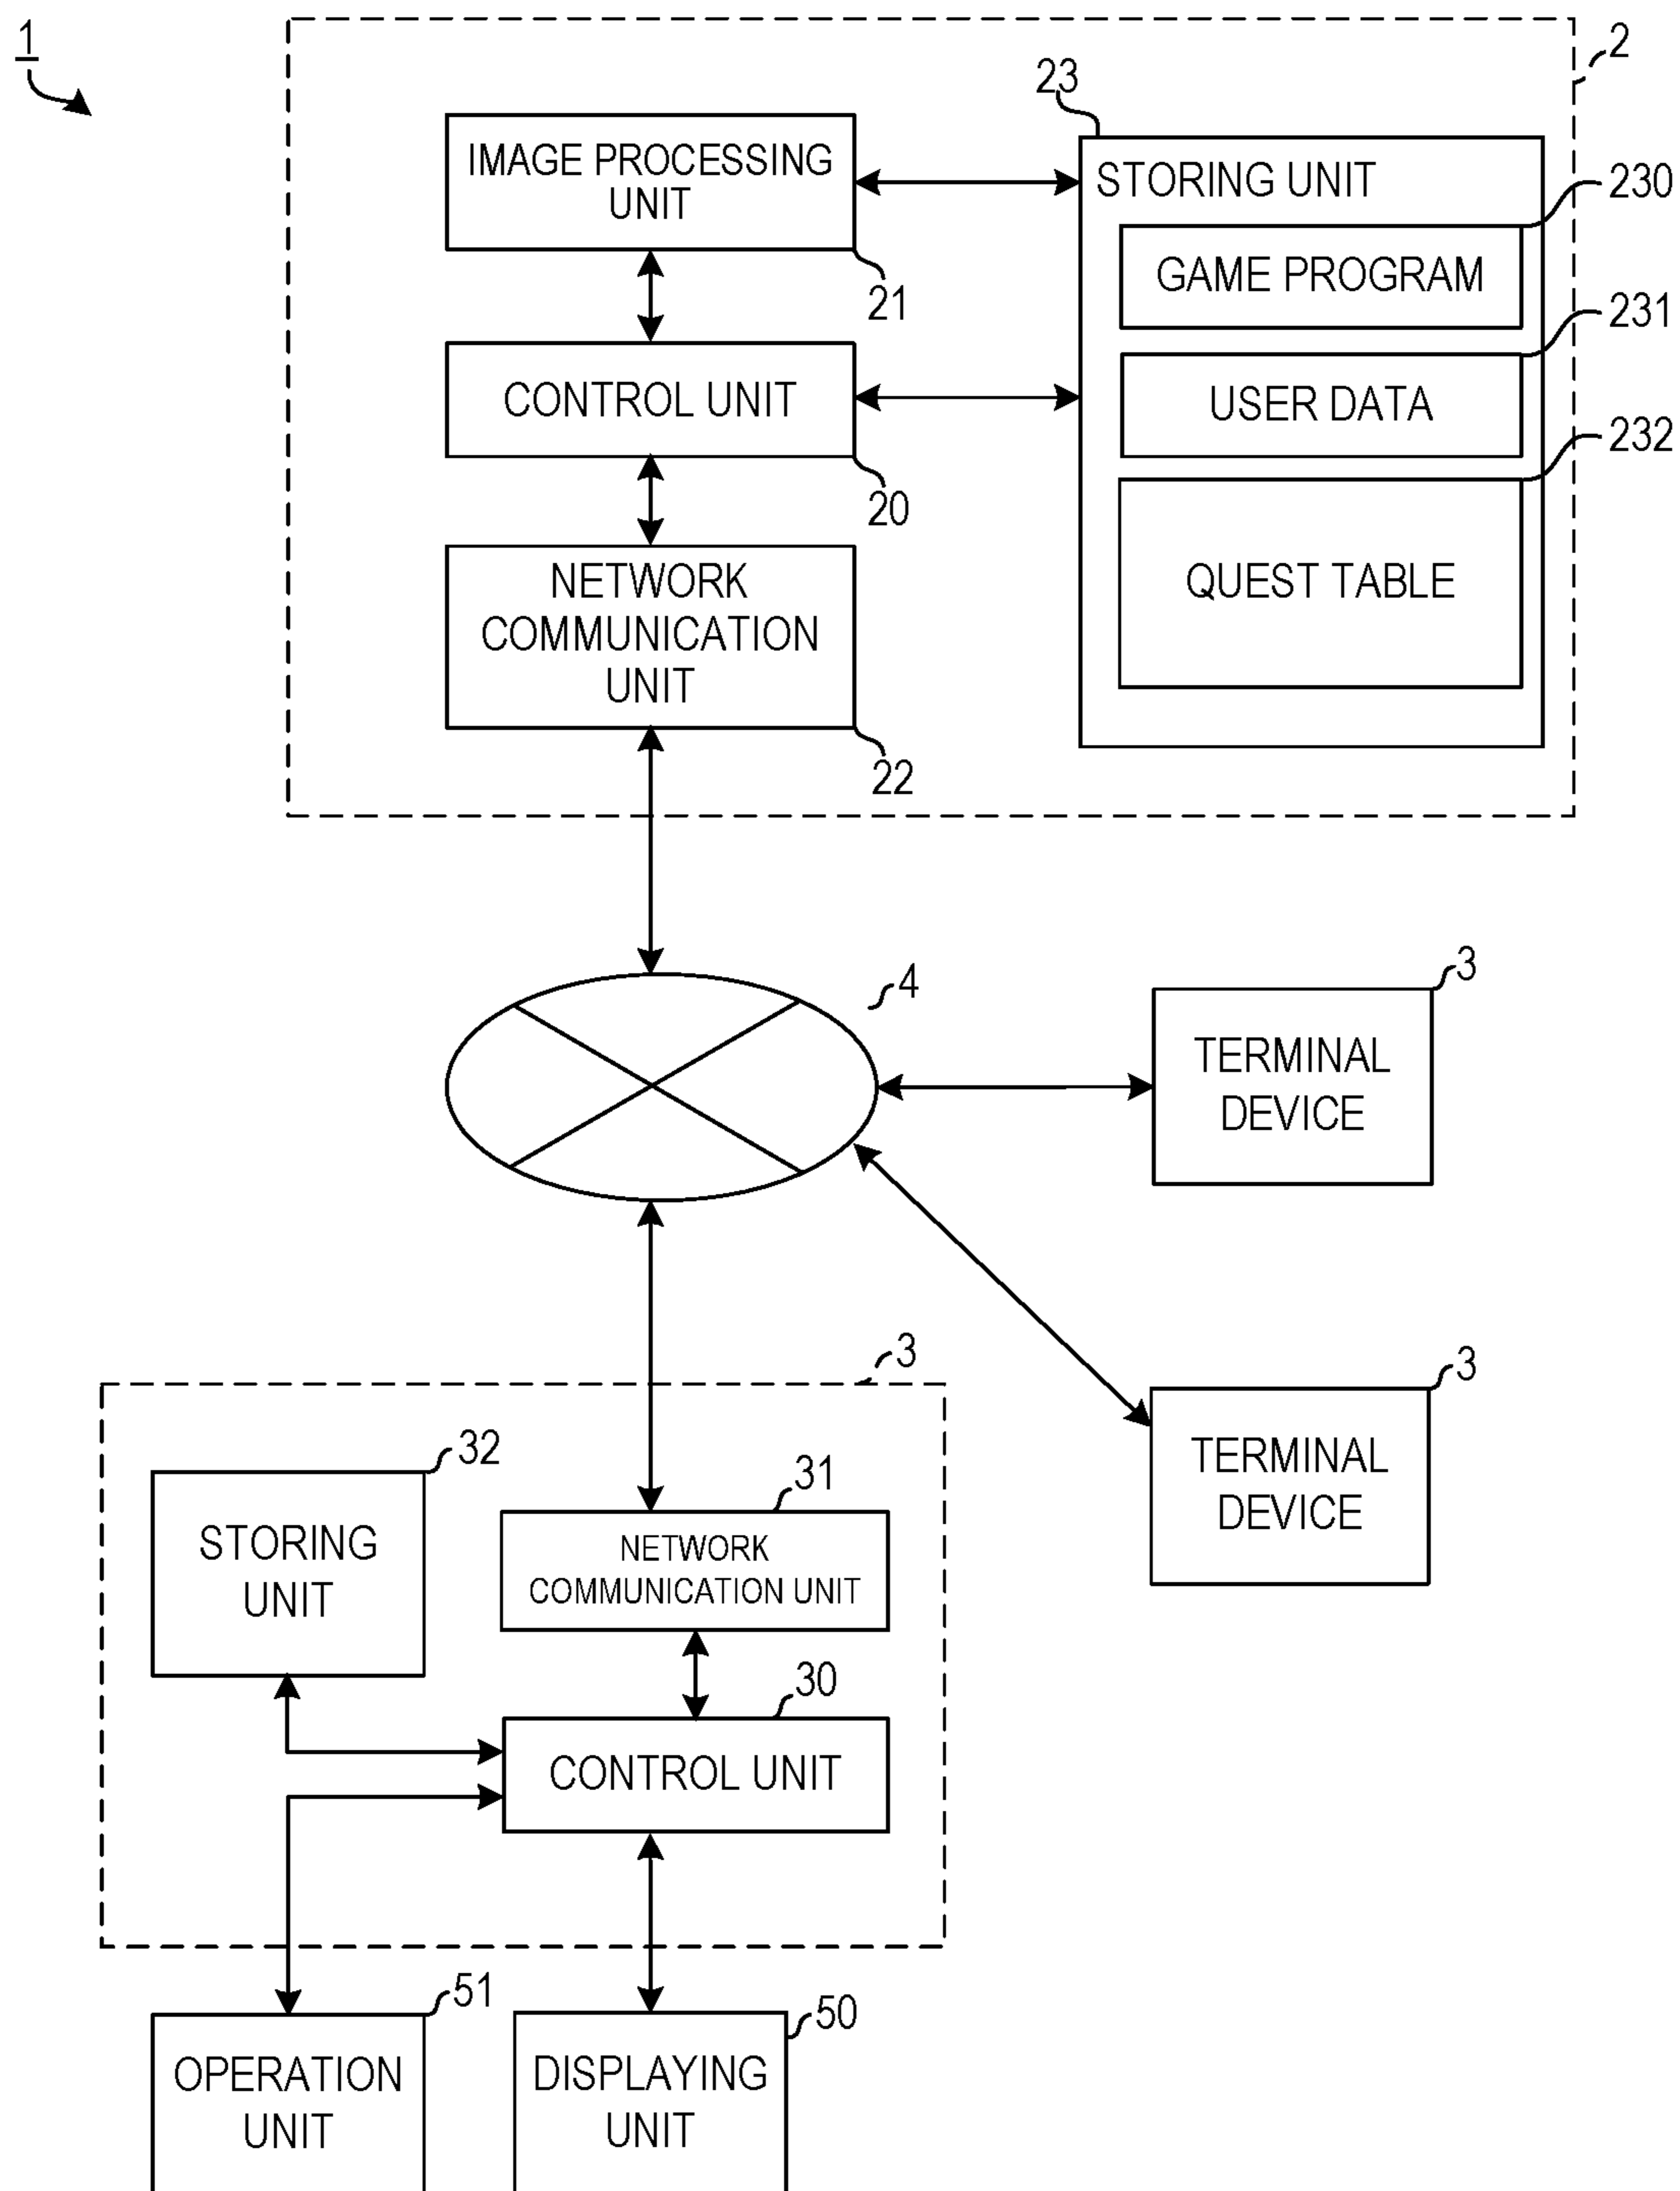 1
2
23
IMAGE PROCESSING
UNIT
21
STORING UNIT
230
GAME PROGRAM
231
USER DATA
232
QUEST TABLE
CONTROL UNIT
20
NETWORK
COMMUNICATION
UNIT
22
4
3
TERMINAL
DEVICE
3
TERMINAL
DEVICE
3
32
STORING
UNIT
31
NETWORK
COMMUNICATION UNIT
30
CONTROL UNIT
51
OPERATION
UNIT
50
DISPLAYING
UNIT